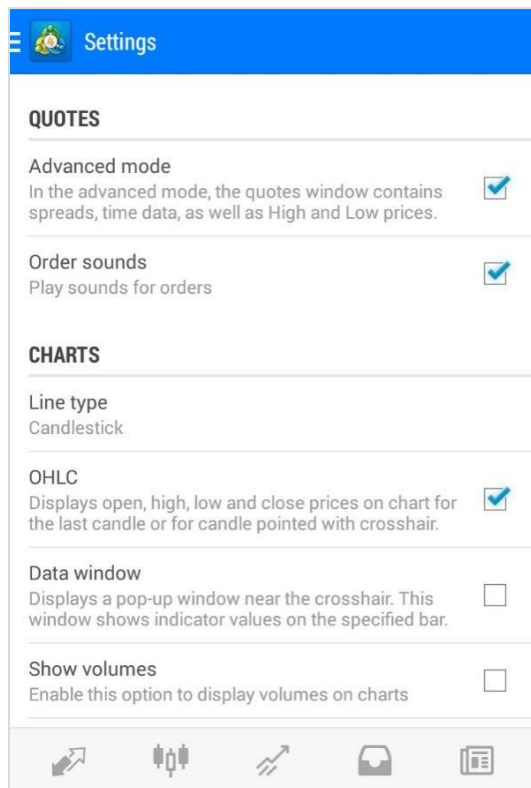 Settings
QUOTES
Advanced mode
In the advanced mode, the quotes window contains
spreads, time data, as well as High and Low prices.
Order sounds
Play sounds for orders
CHARTS
Line type
Candlestick
OHLC
Displays open, high, low and close prices on chart for
the last candle or for candle pointed with crosshair.
Data window
Displays a pop-up window near the crosshair. This
window shows indicator values on the specified bar.
Show volumes
Enable this option to display volumes on charts